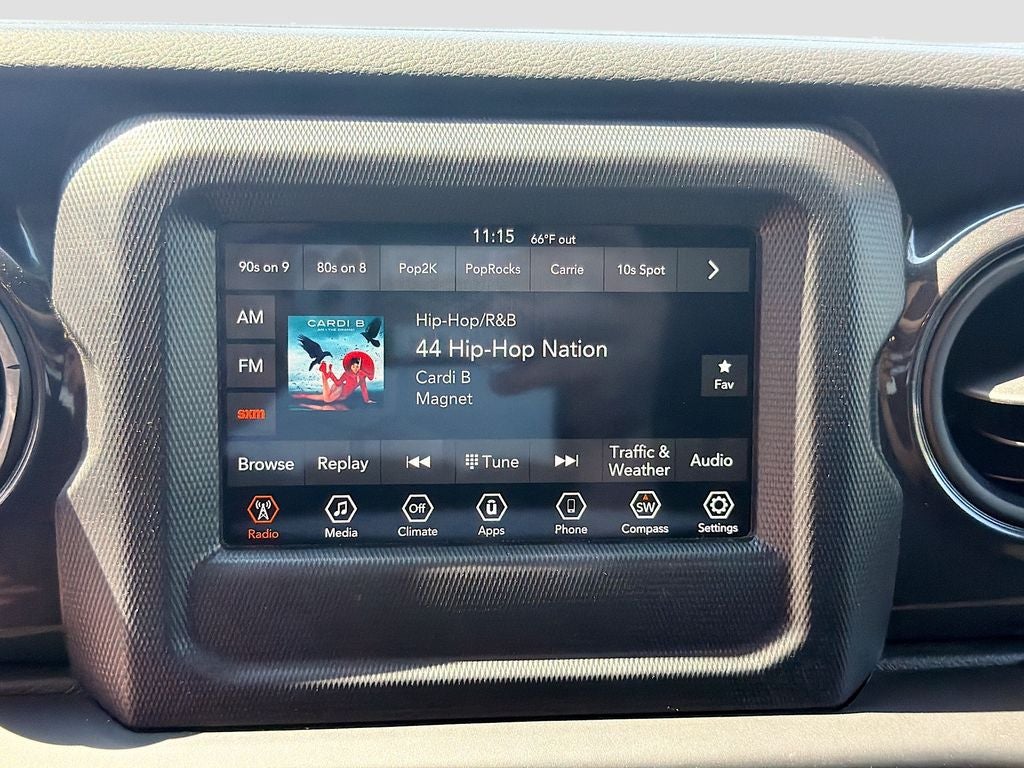 11:15 66°F out
90s on 9 80s on 8 Pop2K PopRocks Carrie 10s Spot
AM
FM
sxm
CARDI B
Hip-Hop/R&B
44 Hip-Hop Nation
Cardi B
Magnet
Fav
Browse Replay Tune Traffic & Weather Audio
Off ū SW
Radio Media Climate Apps Phone Compass Settings